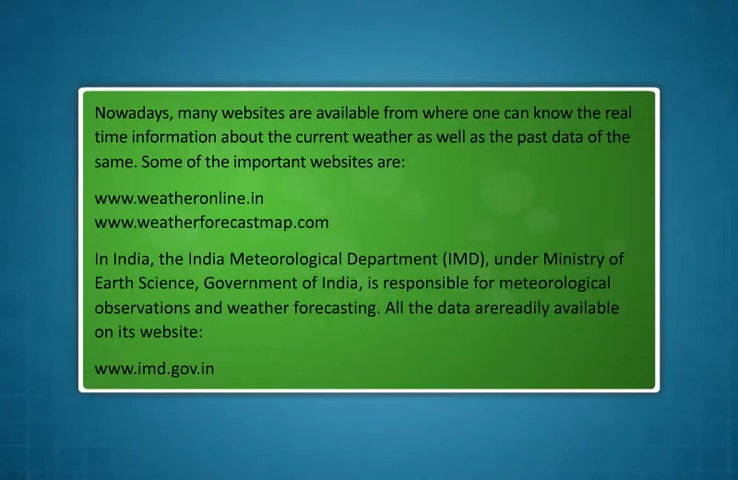 Nowadays, many websites are available from where one can know the real
time information about the current weather as well as the past data of the
same. Some of the important websites are:
www.weatheronline.in
www.weatherforecastmap.com
In India, the India Meteorological Department (IMD), under Ministry of
Earth Science, Government of India, is responsible for meteorological
observations and weather forecasting. All the data arereadily available
on its website:
www.imd.gov.in